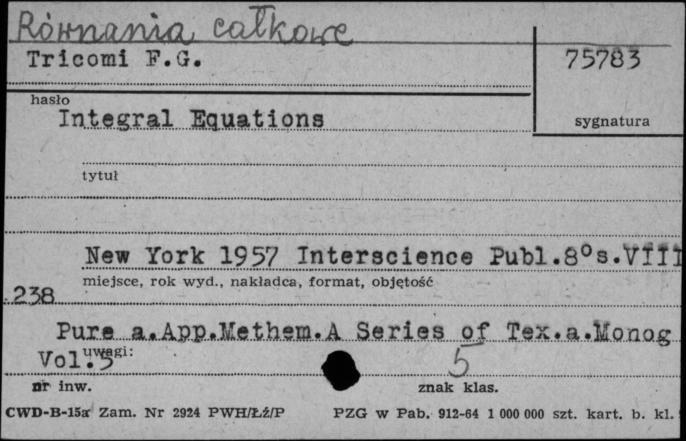 Równania całkowe
Tricomi F.G.
75783
hasło
Integral Equations
sygnatura
tytuł
New York 1957 Interscience Publ.8°s.VIII
miejsce, rok wyd., nakładca, format, objętość
.238
Pure a.App.Methem.A Series of Tex.a.Monog
uwagi:
Vol.5
5
nr inw.
znak klas.
CWD-B-15a Zam. Nr 2924 PWH/Łź/P PZG w Pab. 912-64 1 000 000 szt. kart. b. kl.